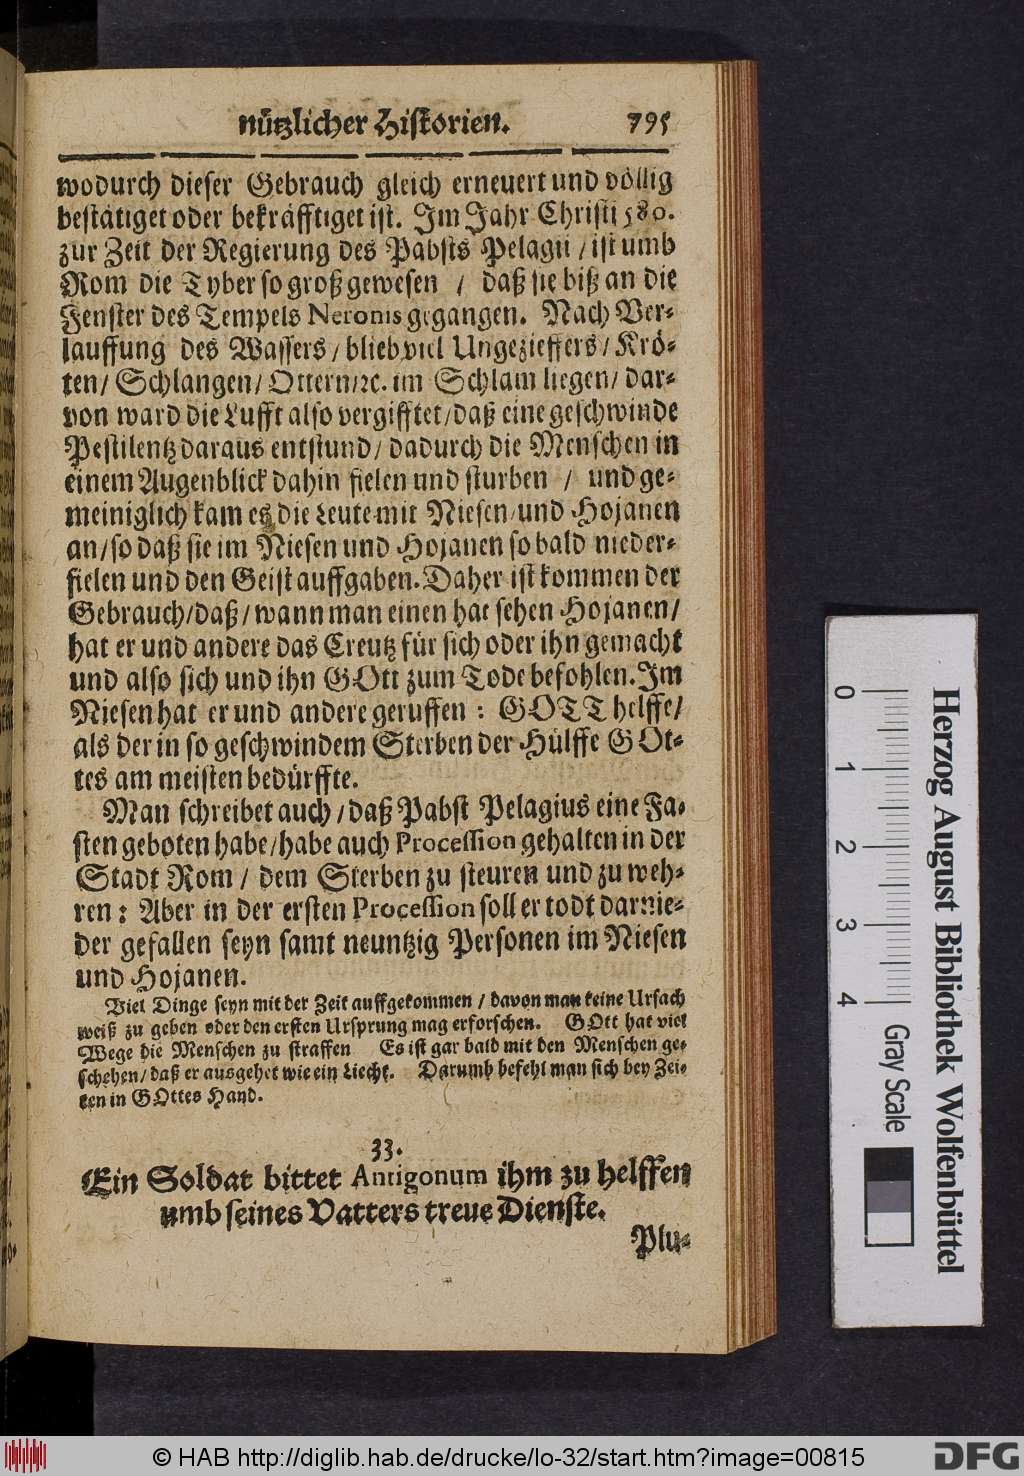 nützlicher Historien. 795
wodurch dieser Gebrauch gleich erneuert und völlig
bestätiget oder bekräfftiget ist. Im Jahr Christi 580.
zur Zeit der Regierung des Pabsts Pelagii / ist umb
Rom die Tyber so groß gewesen / daß sie biß an die
Fenster des Tempels Neronis gegangen. Nach Ver-
lauffung des Wassers / blieb viel Ungezieffers / Krö-
ten / Schlangen / Ottern / ꝛc. im Schlam liegen / dar-
von ward die Lufft also vergifftet / daß eine geschwinde
Pestilentz daraus entstund / dadurch die Menschen in
einem Augenblick dahin fielen und sturben / und ge-
meiniglich kam es die Leute mit Niesen und Hojanen
an / so daß sie im Niesen und Hojanen so bald nieder-
fielen und den Geist auffgaben. Daher ist kommen der
Gebrauch / daß / wann man einen hat sehen Hojanen /
hat er und andere das Creutz für sich oder ihn gemacht
und also sich und ihn GOtt zum Tode befohlen. Im
Niesen hat er und andere geruffen : GOTT helffe /
als der in so geschwindem Sterben der Hülffe GOt-
tes am meisten bedürffte.
Man schreibet auch / daß Pabst Pelagius eine Fa-
sten geboten habe / habe auch Procession gehalten in der
Stadt Rom / dem Sterben zu steuren und zu weh-
ren : Aber in der ersten Procession soll er todt darnie-
der gefallen seyn samt neuntzig Personen im Niesen
und Hojanen.
Viel Dinge seyn mit der Zeit auffgekommen / davon man keine Ursach
weiß zu geben oder den ersten Ursprung mag erforschen. GOtt hat viel
Wege die Menschen zu straffen Es ist gar bald mit den Menschen ge-
schehen / daß er ausgehet wie ein Liecht. Darumb befehl man sich bey Zei-
ten in GOttes Hand.
33.
Ein Soldat bittet Antigonum ihm zu helffen
umb seines Vatters treue Dienste.
Plu-
0 1 2 3 4
Gray Scale
Herzog August Bibliothek Wolfenbüttel
© HAB http://diglib.hab.de/drucke/lo-32/start.htm?image=00815
DFG